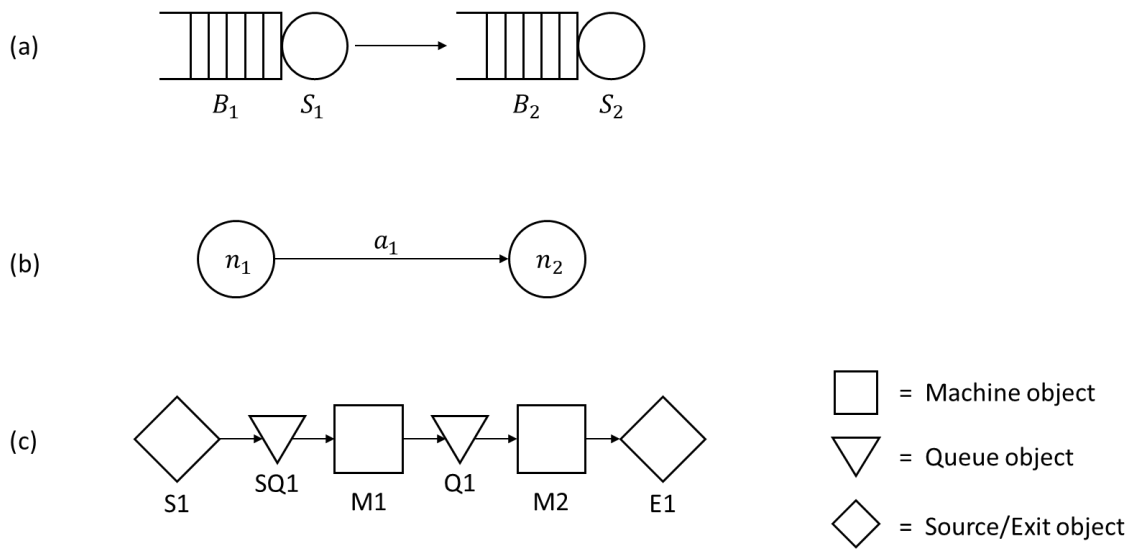 (a)
B₁ S₁ B₂ S₂
(b)
n₁ a₁ n₂
(c)
S1 SQ1 M1 Q1 M2 E1
= Machine object
= Queue object
= Source/Exit object